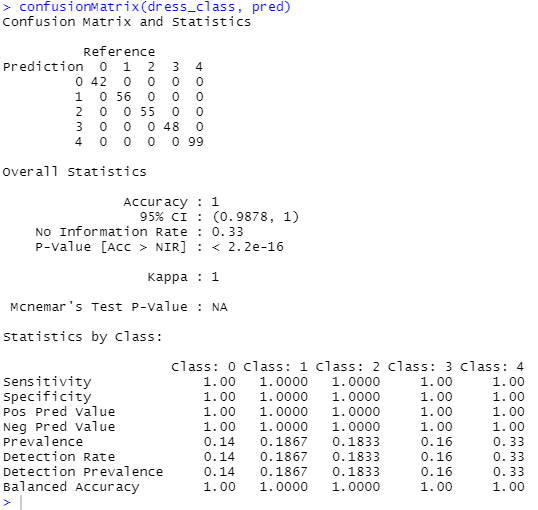 > confusionMatrix(dress_class, pred)
Confusion Matrix and Statistics

          Reference
Prediction  0  1  2  3  4
         0 42  0  0  0  0
         1  0 56  0  0  0
         2  0  0 55  0  0
         3  0  0  0 48  0
         4  0  0  0  0 99

Overall Statistics

               Accuracy : 1
                 95% CI : (0.9878, 1)
    No Information Rate : 0.33
    P-Value [Acc > NIR] : < 2.2e-16

                  Kappa : 1

 Mcnemar's Test P-Value : NA

Statistics by Class:

                     Class: 0 Class: 1 Class: 2 Class: 3 Class: 4
Sensitivity              1.00   1.0000   1.0000     1.00     1.00
Specificity              1.00   1.0000   1.0000     1.00     1.00
Pos Pred Value           1.00   1.0000   1.0000     1.00     1.00
Neg Pred Value           1.00   1.0000   1.0000     1.00     1.00
Prevalence               0.14   0.1867   0.1833     0.16     0.33
Detection Rate           0.14   0.1867   0.1833     0.16     0.33
Detection Prevalence     0.14   0.1867   0.1833     0.16     0.33
Balanced Accuracy        1.00   1.0000   1.0000     1.00     1.00
>